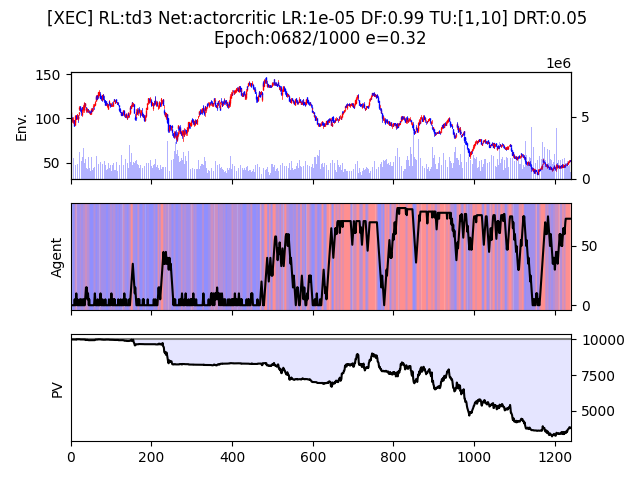 [XEC] RL:td3 Net:actorcritic LR:1e-05 DF:0.99 TU:[1,10] DRT:0.05
Epoch:0682/1000 e=0.32
1e6
150
100
50
Env.
5
0
Agent
50
0
PV
10000
7500
5000
0
200
400
600
800
1000
1200